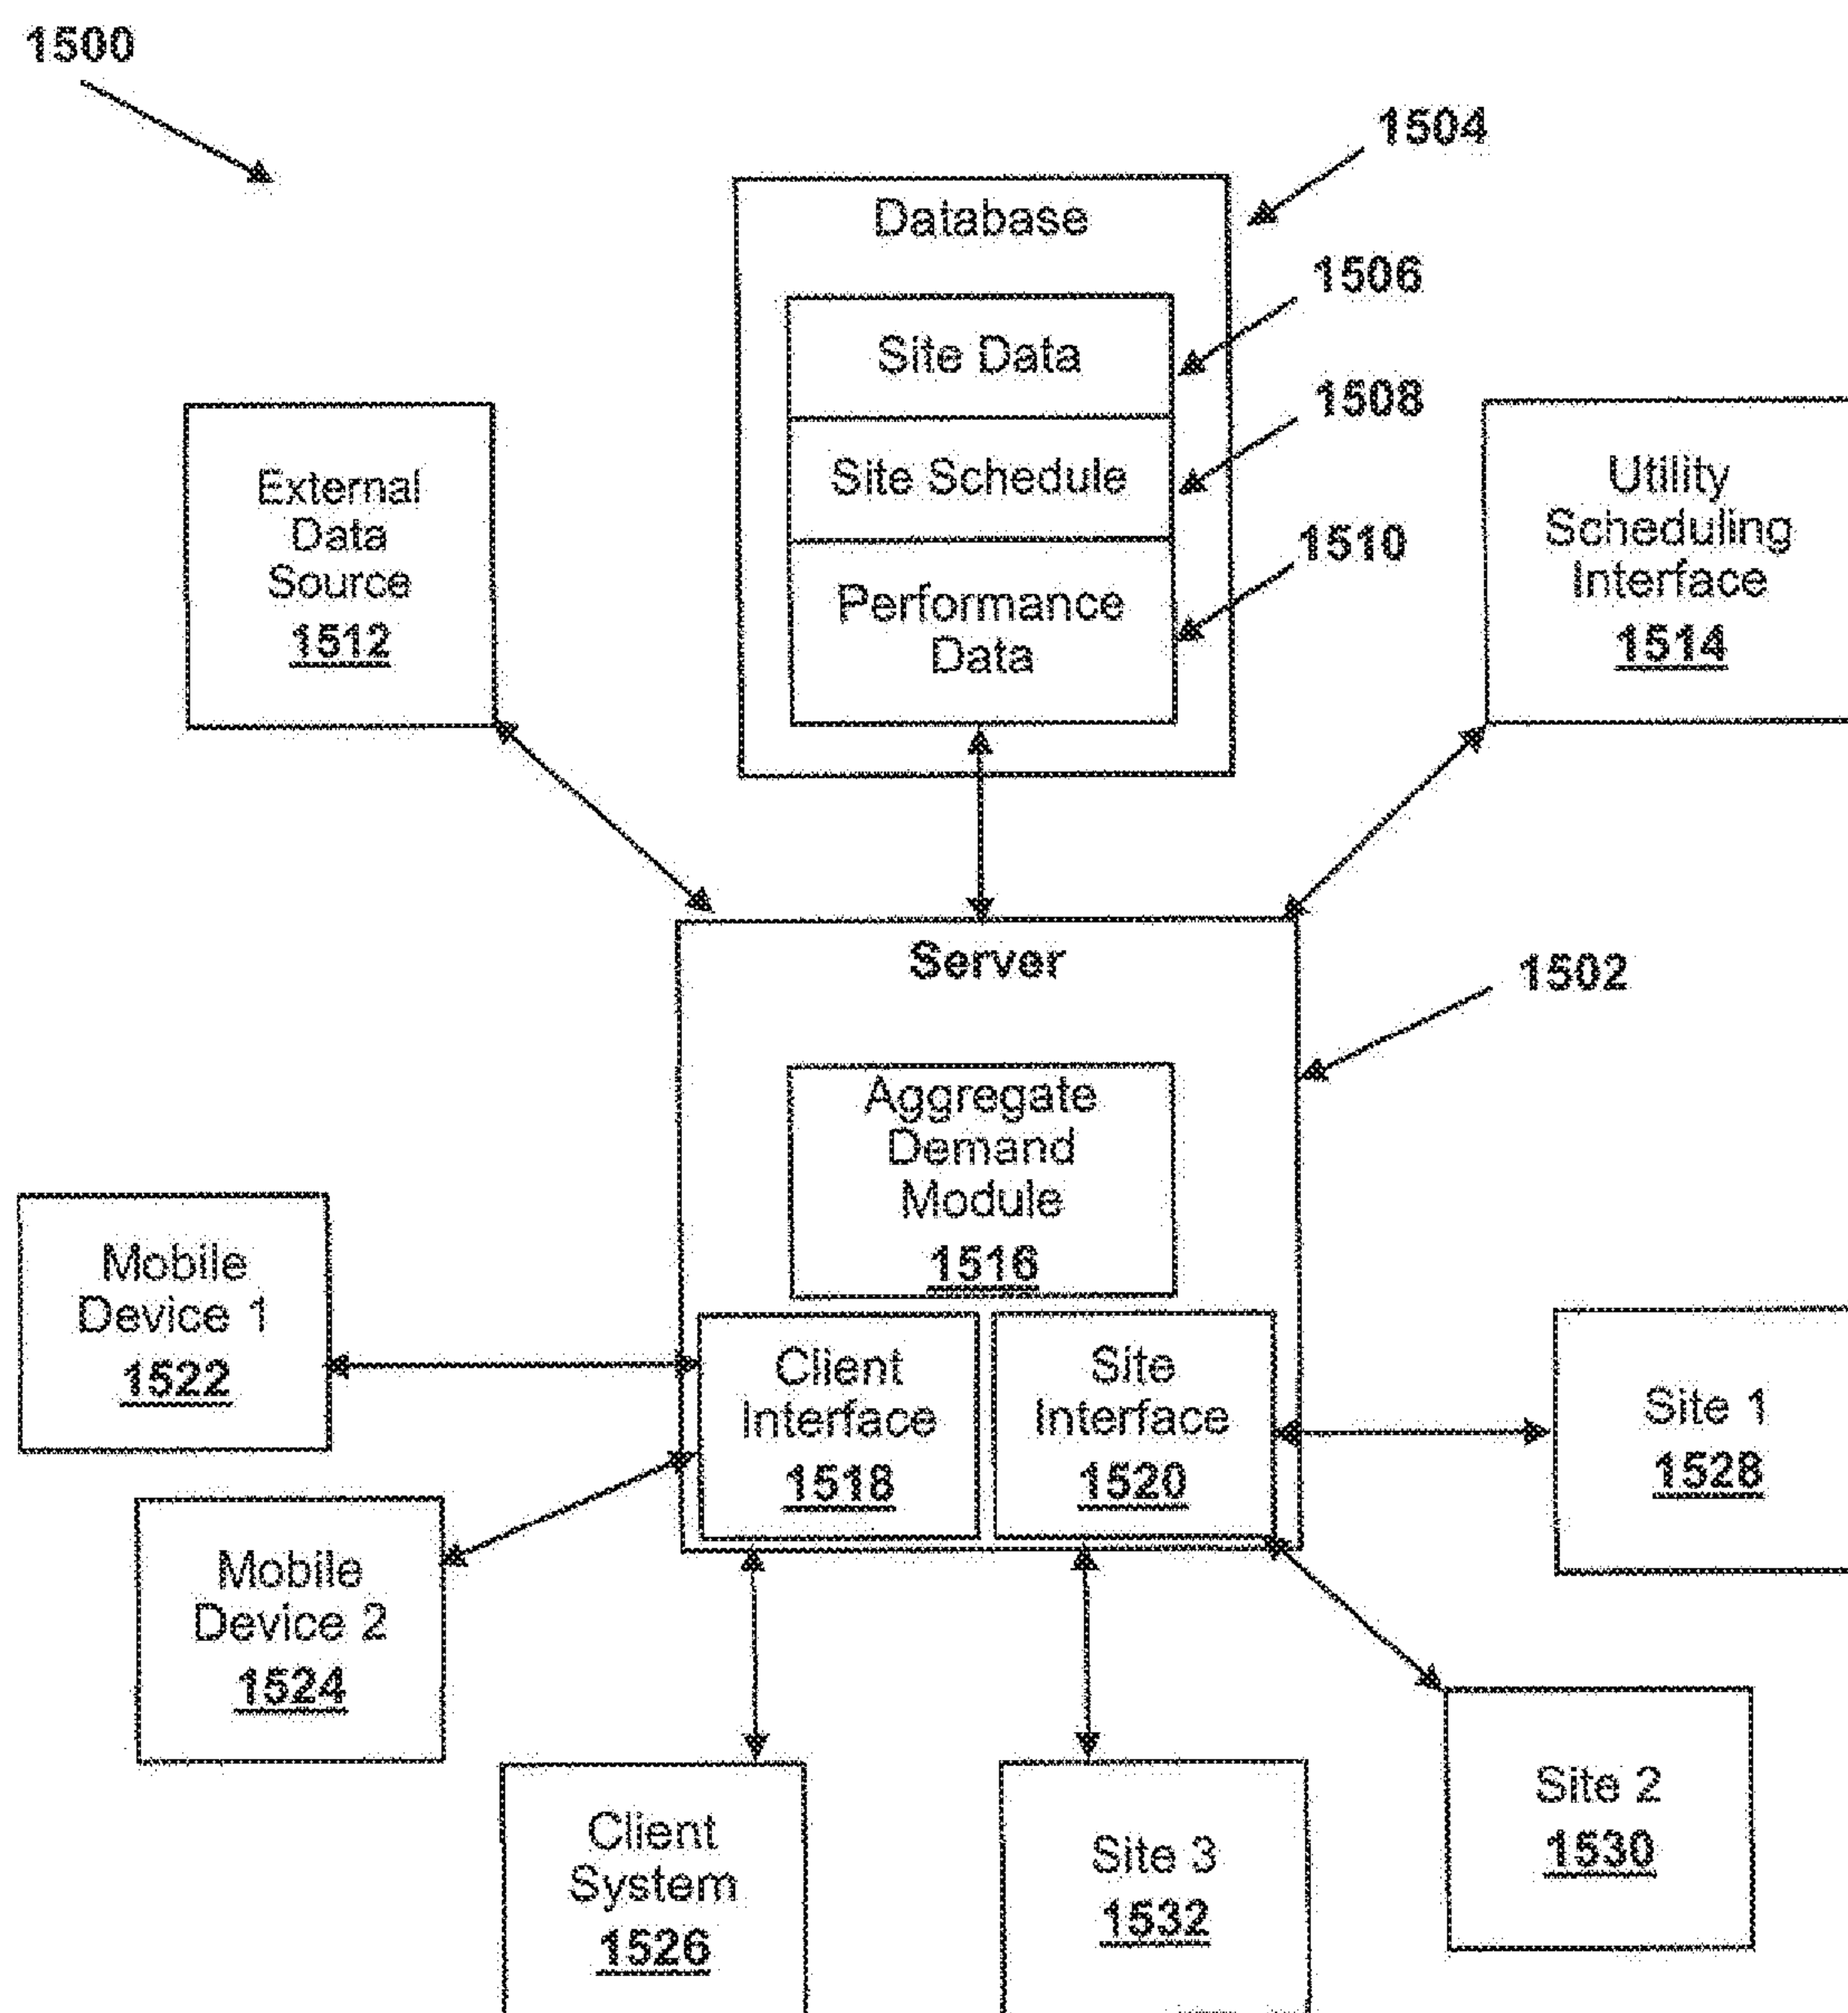 1500
1504
Database
1506
Site Data
1508
Site Schedule
1510
Performance
Data
External
Data
Source
1512
Utility
Scheduling
Interface
1514
Server
1502
Aggregate
Demand
Module
1516
Mobile
Device 1
1522
Client
Interface
1518
Site
Interface
1520
Site 1
1528
Mobile
Device 2
1524
Client
System
1526
Site 3
1532
Site 2
1530